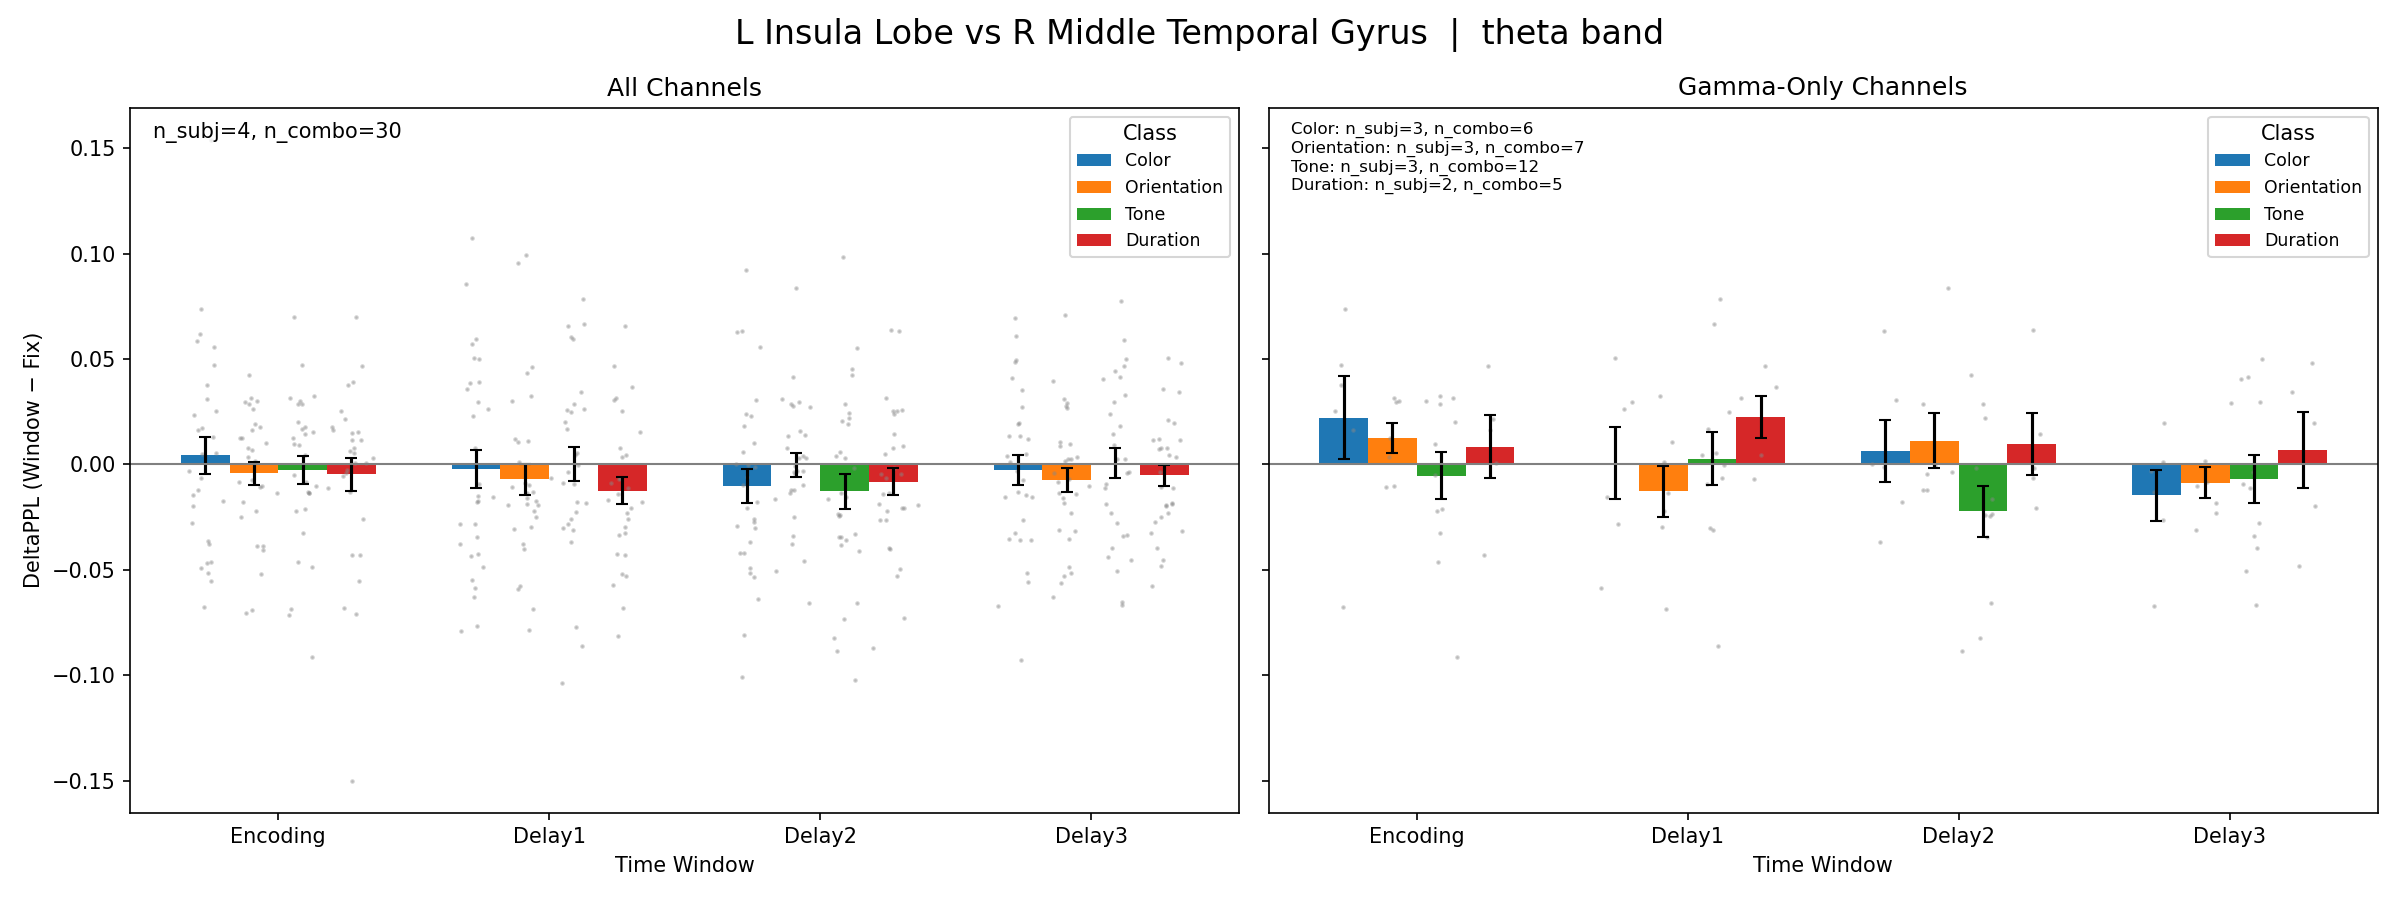 L Insula Lobe vs R Middle Temporal Gyrus | theta band
All Channels
n_subj=4, n_combo=30
Class
Color
Orientation
Tone
Duration
DeltaPPL (Window − Fix)
0.15
0.10
0.05
0.00
−0.05
−0.10
−0.15
Encoding
Delay1
Delay2
Delay3
Time Window
Gamma-Only Channels
Color: n_subj=3, n_combo=6
Orientation: n_subj=3, n_combo=7
Tone: n_subj=3, n_combo=12
Duration: n_subj=2, n_combo=5
Class
Color
Orientation
Tone
Duration
Encoding
Delay1
Delay2
Delay3
Time Window